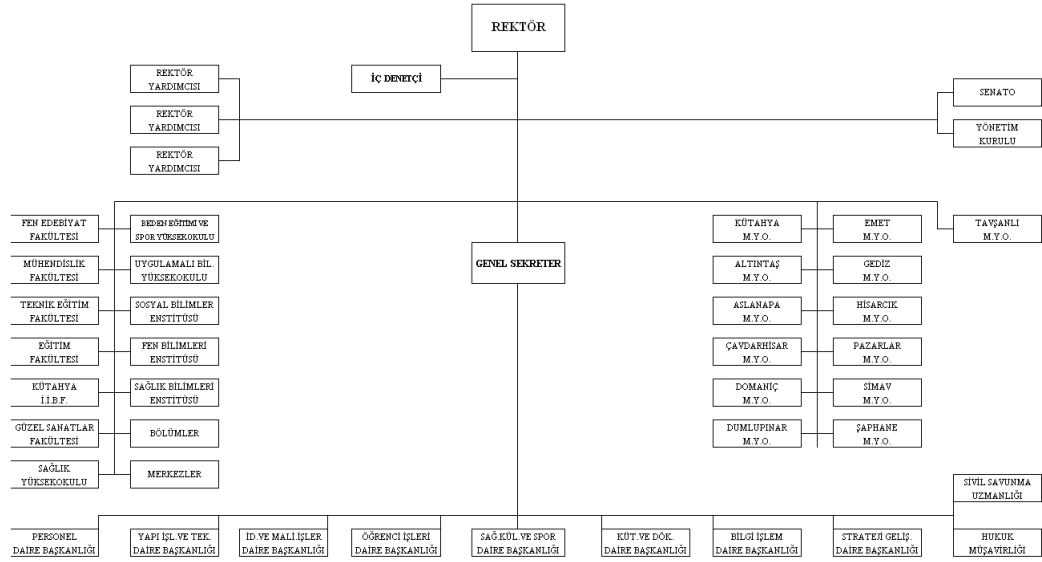 REKTÖR
REKTÖR
YARDIMCISI
İÇ DENETÇİ
SENATO
REKTÖR
YARDIMCISI
YÖNETİM
KURULU
REKTÖR
YARDIMCISI
FEN EDEBİYAT
FAKÜLTESİ
BEDEN EĞİTİMİ VE
SPOR YÜKSEKOKULU
KÜTAHYA
M.Y.O.
EMET
M.Y.O.
TAVŞANLI
M.Y.O.
MÜHENDİSLİK
FAKÜLTESİ
UYGULAMALI BİL.
YÜKSEKOKULU
GENEL SEKRETER
ALTINTAŞ
M.Y.O.
GEDİZ
M.Y.O.
TEKNİK EĞİTİM
FAKÜLTESİ
SOSYAL BİLİMLER
ENSTİTÜSÜ
ASLANAPA
M.Y.O.
HİSARCIK
M.Y.O.
EĞİTİM
FAKÜLTESİ
FEN BİLİMLERİ
ENSTİTÜSÜ
ÇAVDARHİSAR
M.Y.O.
PAZARLAR
M.Y.O.
KÜTAHYA
İ.İ.B.F.
SAĞLIK BİLİMLERİ
ENSTİTÜSÜ
DOMANİÇ
M.Y.O.
SİMAV
M.Y.O.
GÜZEL SANATLAR
FAKÜLTESİ
BÖLÜMLER
DUMLUPINAR
M.Y.O.
ŞAPHANE
M.Y.O.
SAĞLIK
YÜKSEKOKULU
MERKEZLER
SİVİL SAVUNMA
UZMANLIĞI
PERSONEL
DAİRE BAŞKANLIĞI
YAPI İŞL.VE TEK.
DAİRE BAŞKANLIĞI
İD.VE MALİ.İŞLER
DAİRE BAŞKANLIĞI
ÖĞRENCİ İŞLERİ
DAİRE BAŞKANLIĞI
SAĞ.KÜL.VE SPOR
DAİRE BAŞKANLIĞI
KÜT.VE DÖK.
DAİRE BAŞKANLIĞI
BİLGİ İŞLEM
DAİRE BAŞKANLIĞI
STRATEJİ GELİŞ.
DAİRE BAŞKANLIĞI
HUKUK
MÜŞAVİRLİĞİ